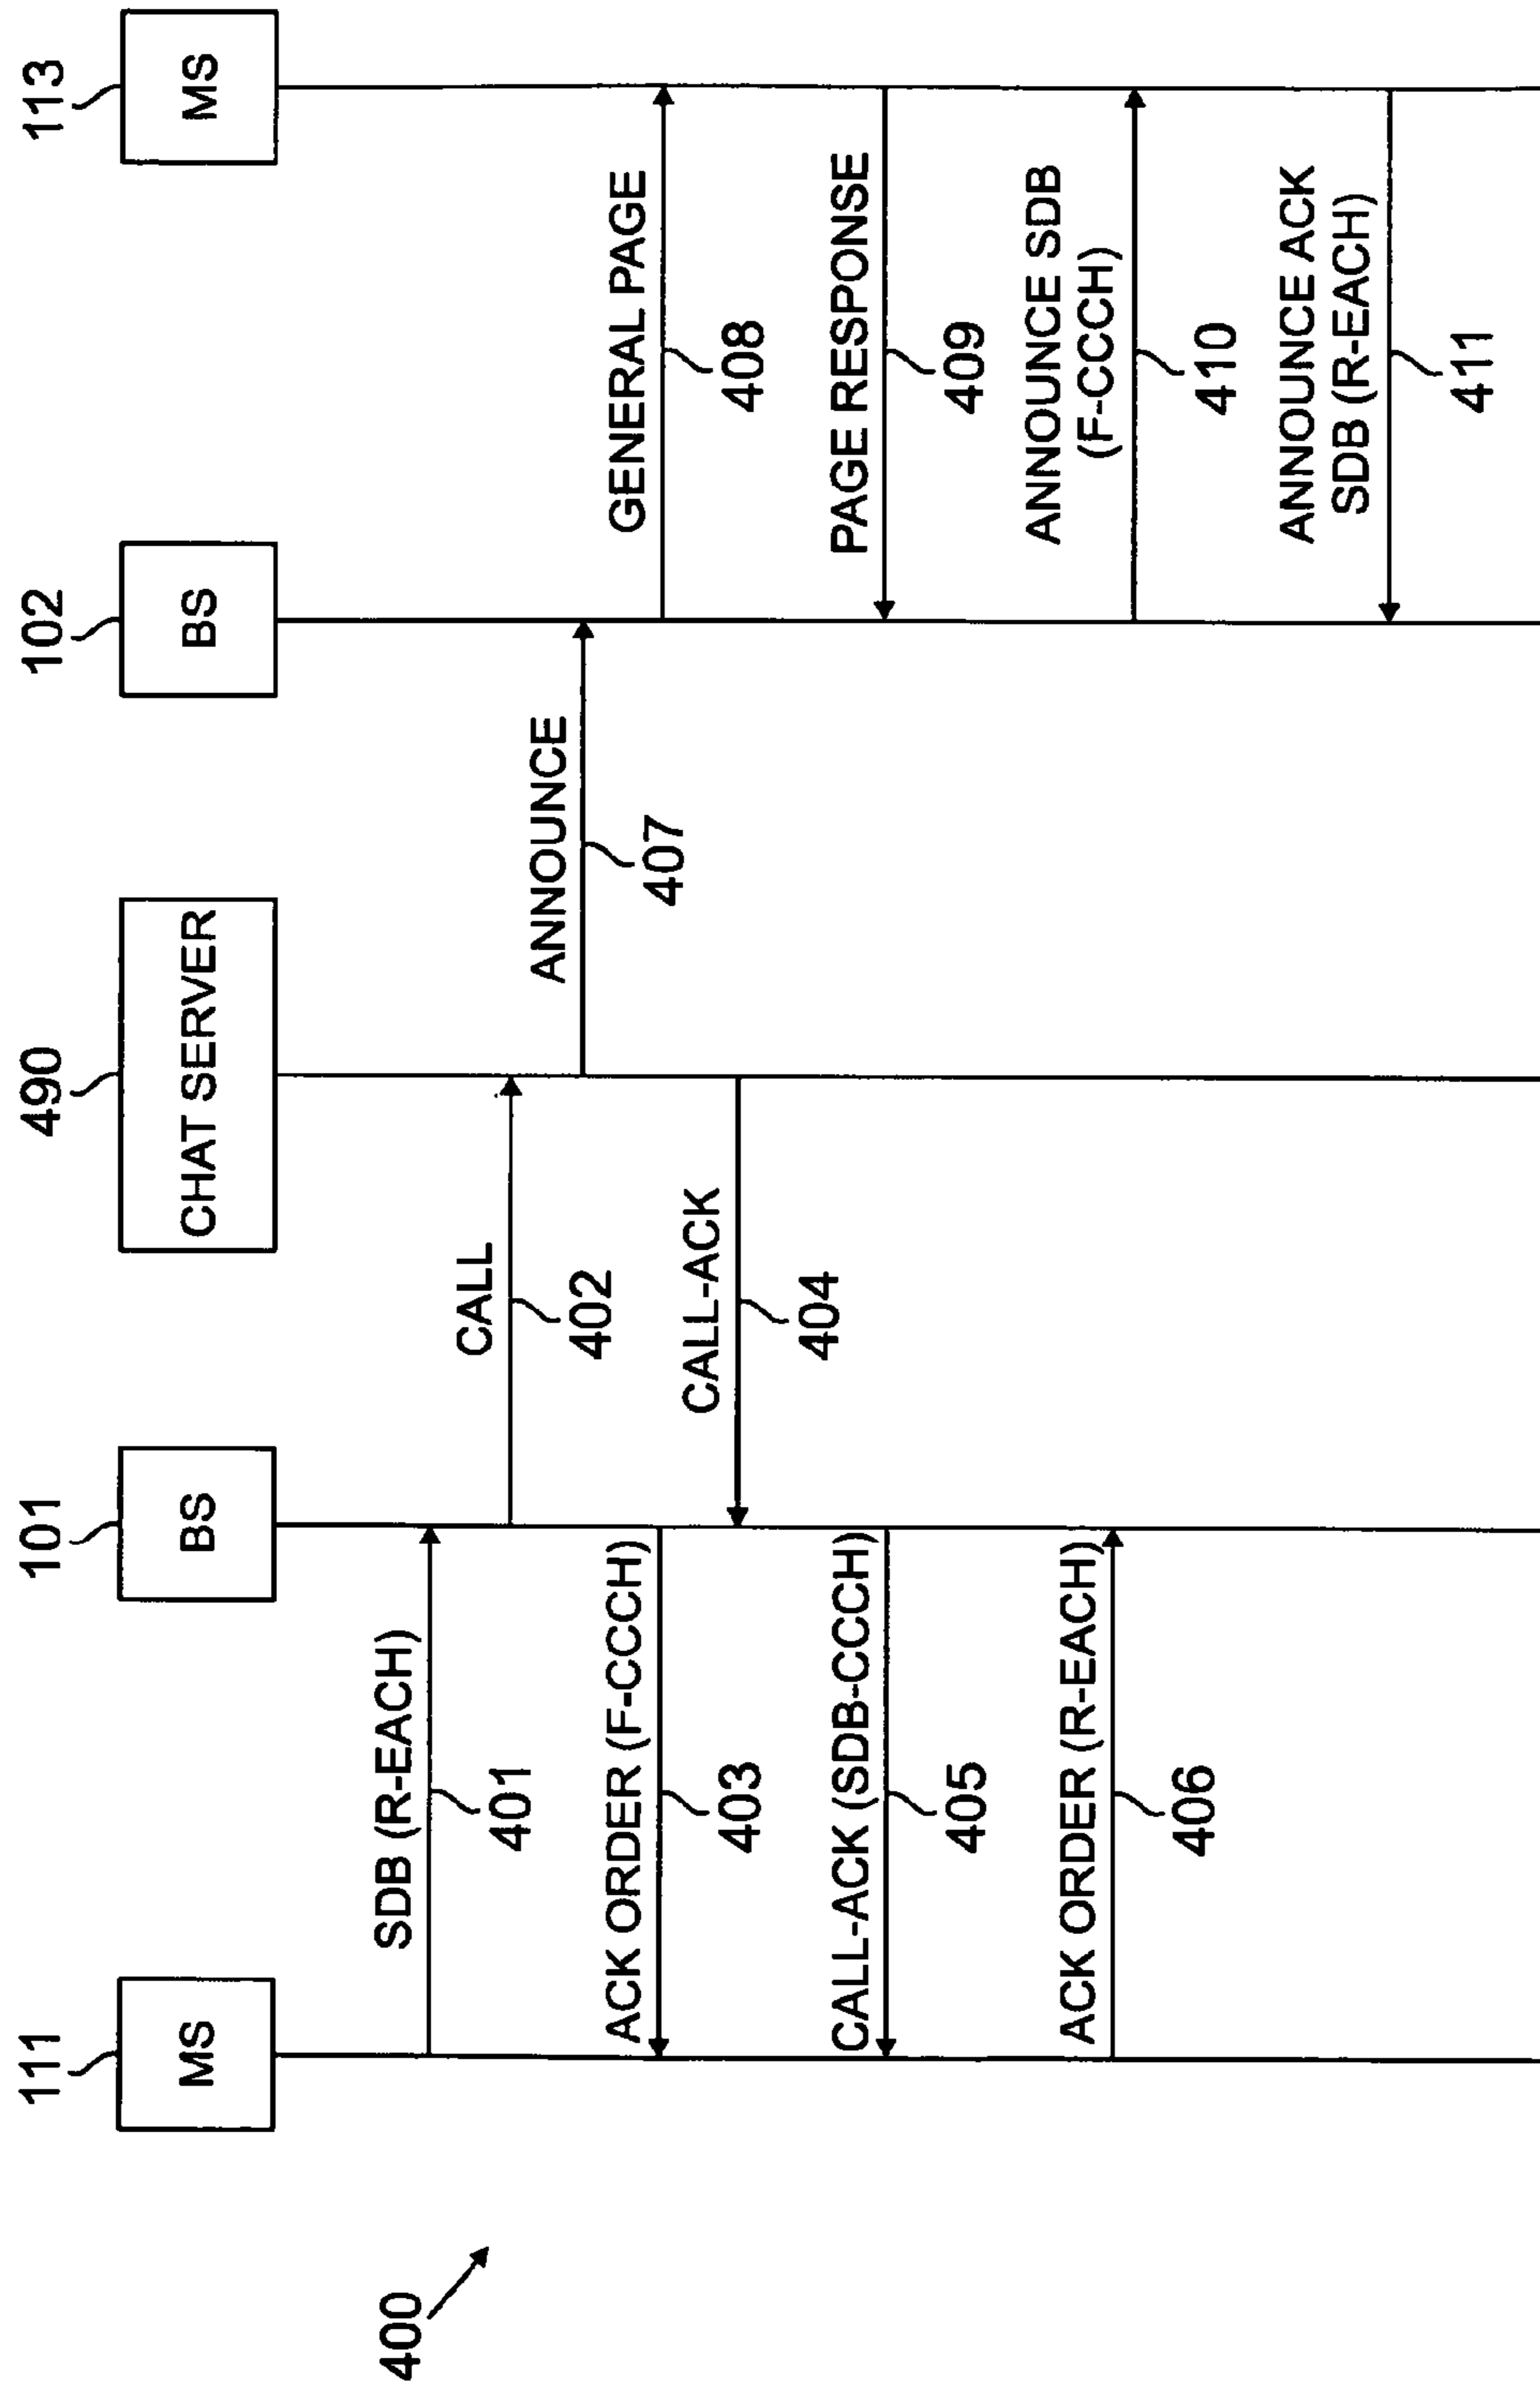 111
101
490
102
113
MS
BS
CHAT SERVER
BS
MS
400
SDB (R-EACH)
401
CALL
402
ANNOUNCE
407
ACK ORDER (F-CCCH)
403
GENERAL PAGE
408
CALL-ACK
404
CALL-ACK (SDB-CCCH)
405
PAGE RESPONSE
409
ACK ORDER (R-EACH)
406
ANNOUNCE SDB
(F-CCCH)
410
ANNOUNCE ACK
SDB (R-EACH)
411